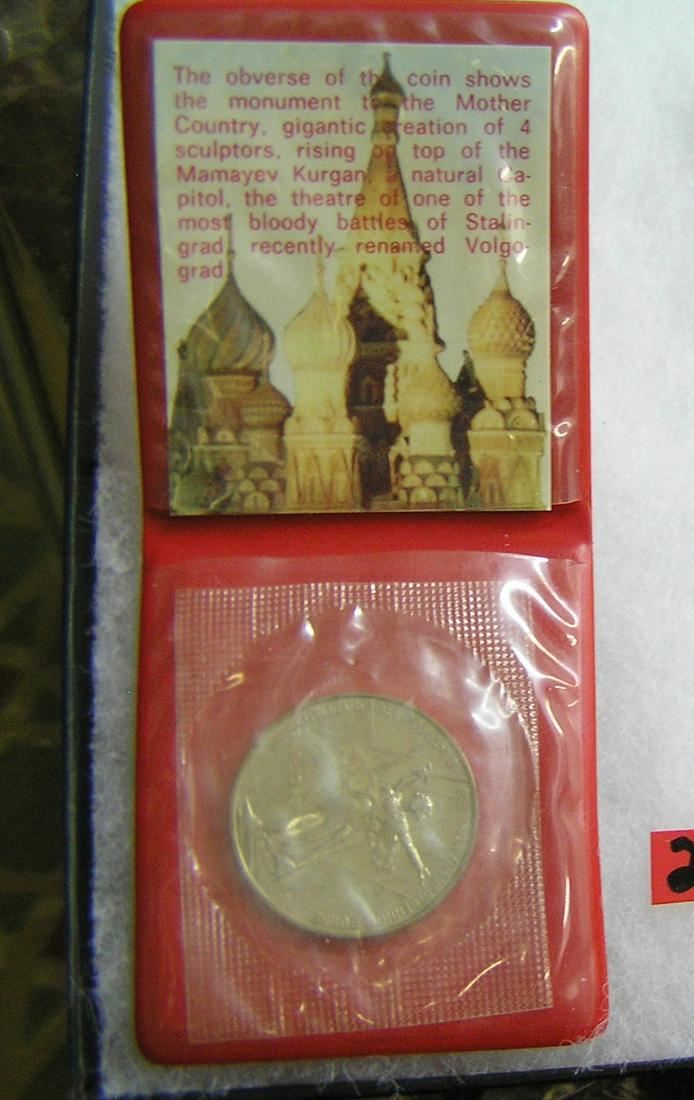 The obverse of the coin shows
the monument to the Mother
Country, gigantic creation of 4
sculptors, rising on top of the
Mamayev Kurgan, a natural Ca-
pitol, the theatre of one of the
most bloody battles of Stalin-
grad, recently renamed Volgo-
grad
2